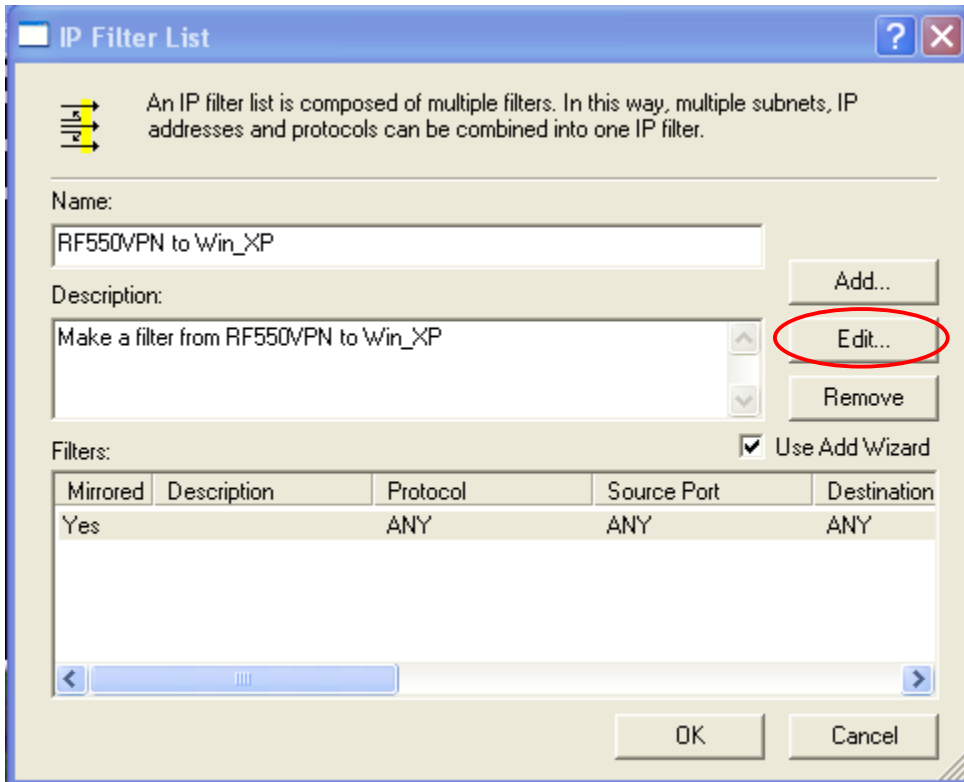 IP Filter List
An IP filter list is composed of multiple filters. In this way, multiple subnets, IP
addresses and protocols can be combined into one IP filter.
Name:
RF550VPN to Win_XP
Add...
Description:
Make a filter from RF550VPN to Win_XP
Edit...
Remove
Filters:
Use Add Wizard
Mirrored Description Protocol Source Port Destination
Yes ANY ANY ANY
OK Cancel